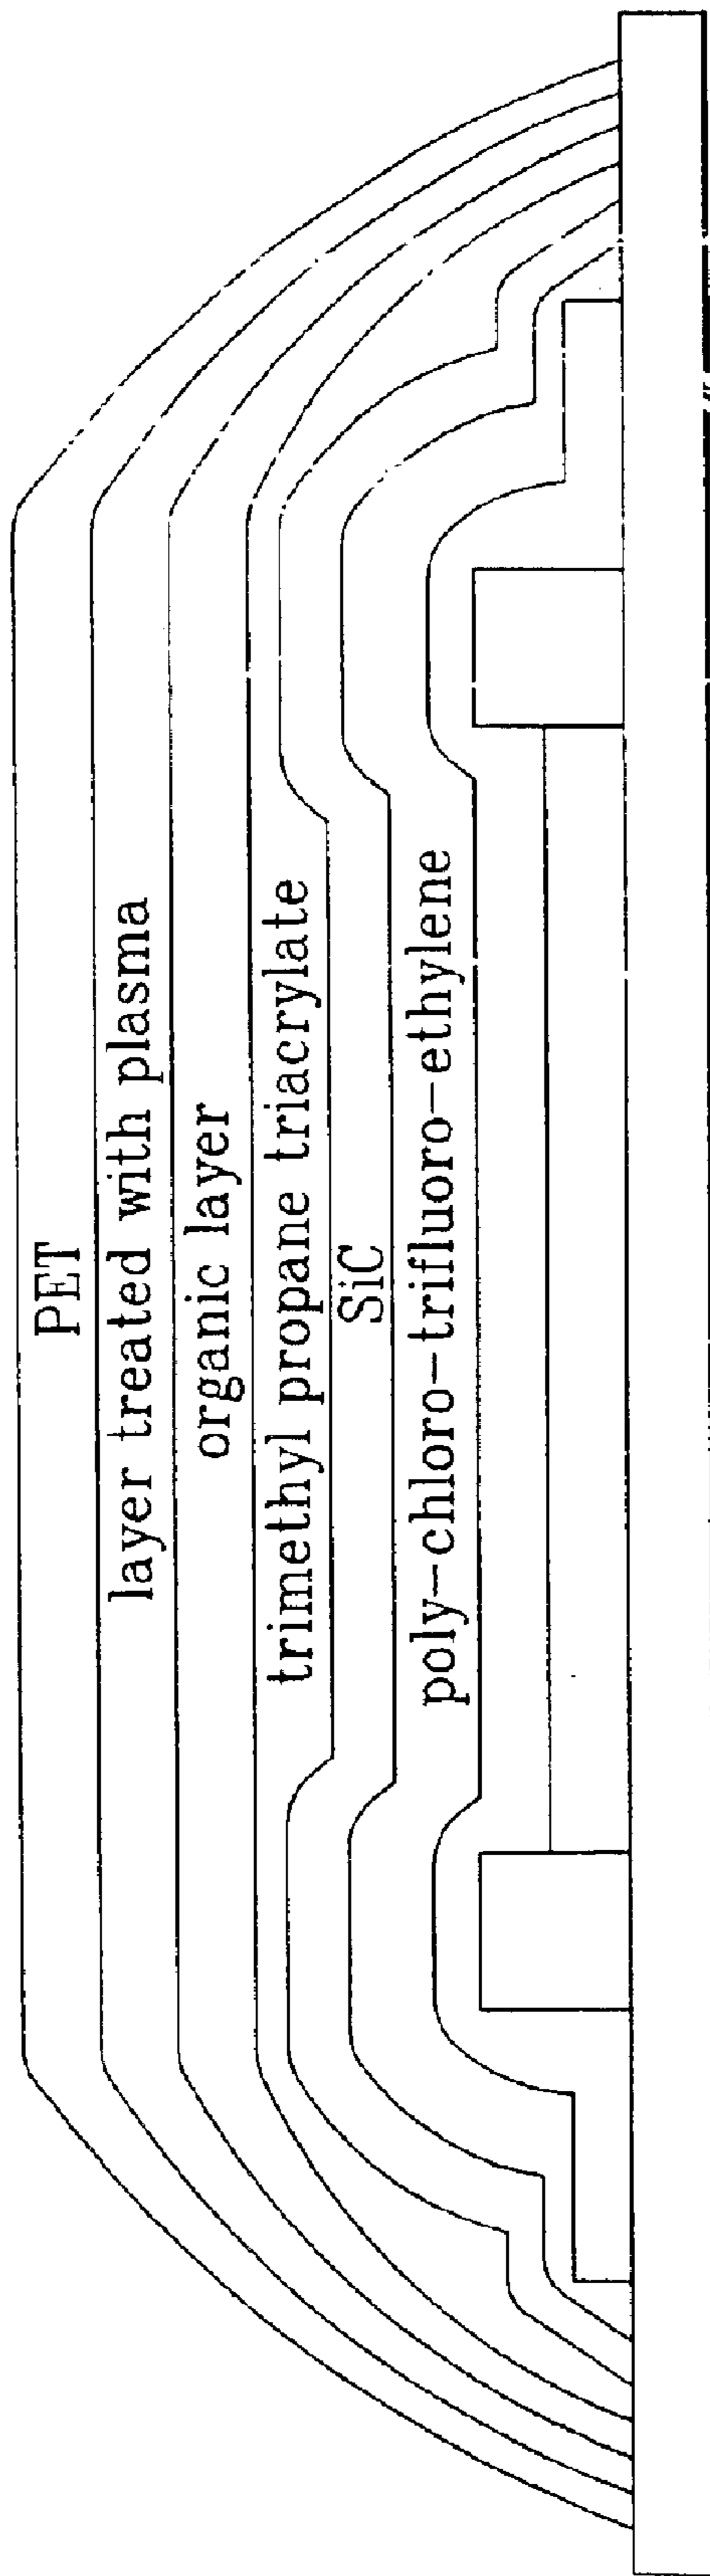 PET
layer treated with plasma
organic layer
trimethyl propane triacrylate
SiC
poly-chloro-trifluoro-ethylene